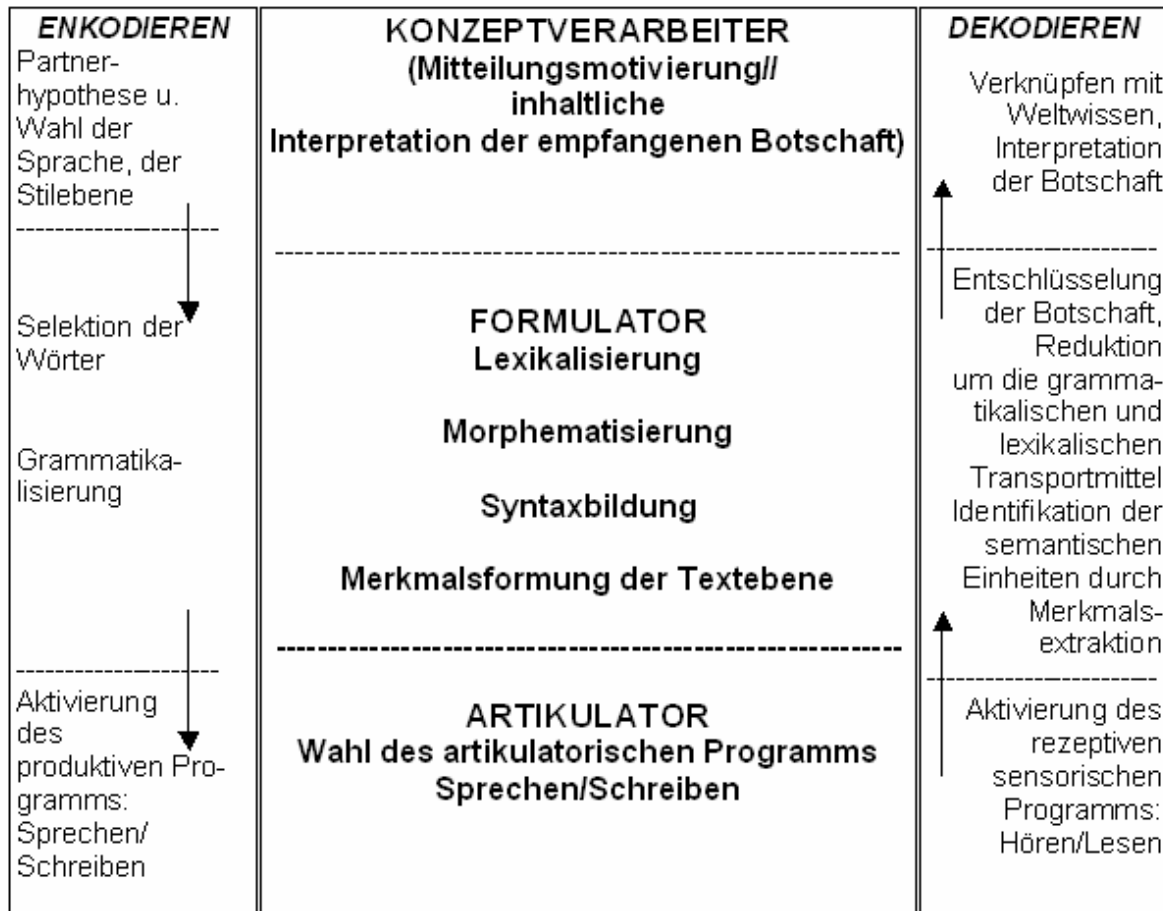 ENKODIEREN
Partner-
hypothese u.
Wahl der
Sprache, der
Stilebene
--------------------
Selektion der
Wörter
Grammatika-
lisierung
--------------------
Aktivierung
des
produktiven Pro-
gramms:
Sprechen/
Schreiben
KONZEPTVERARBEITER
(Mitteilungsmotivierung//
inhaltliche
Interpretation der empfangenen Botschaft)
--------------------
FORMULATOR
Lexikalisierung
Morphematisierung
Syntaxbildung
Merkmalsformung der Textebene
--------------------
ARTIKULATOR
Wahl des artikulatorischen Programms
Sprechen/Schreiben
DEKODIEREN
Verknüpfen mit
Weltwissen,
Interpretation
der Botschaft
--------------------
Entschlüsselung
der Botschaft,
Reduktion
um die gramma-
tikalischen und
lexikalischen
Transportmittel
Identifikation der
semantischen
Einheiten durch
Merkmals-
extraktion
--------------------
Aktivierung des
rezeptiven
sensorischen
Programms:
Hören/Lesen